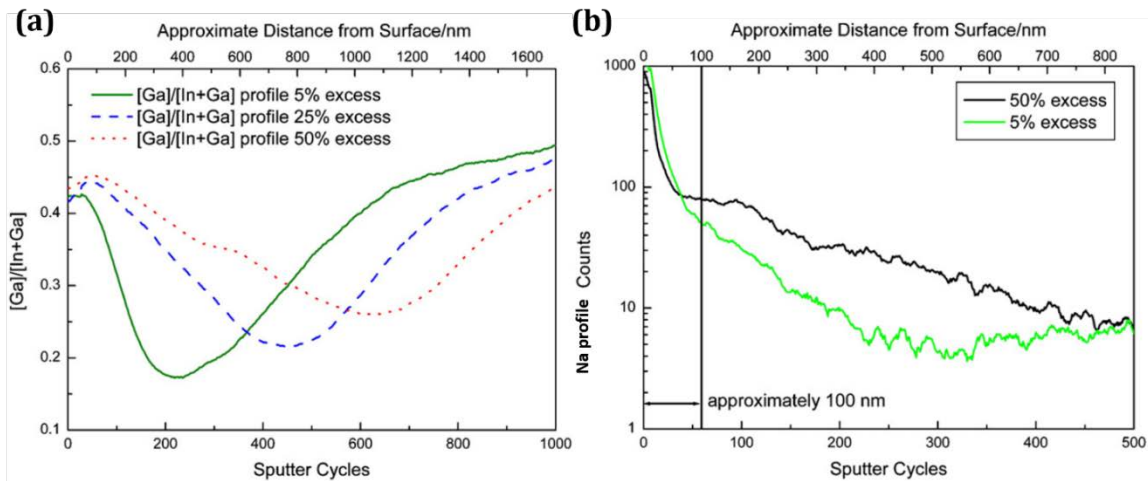 (a)
Approximate Distance from Surface/nm
0 200 400 600 800 1000 1200 1400 1600
0.6
0.5
0.4
0.3
0.2
0.1
[Ga]/[In+Ga]
[Ga]/[In+Ga] profile 5% excess
[Ga]/[In+Ga] profile 25% excess
[Ga]/[In+Ga] profile 50% excess
0 200 400 600 800 1000
Sputter Cycles
(b)
Approximate Distance from Surface/nm
0 100 200 300 400 500 600 700 800
1000
100
10
1
Na profile Counts
50% excess
5% excess
approximately 100 nm
0 100 200 300 400 500
Sputter Cycles